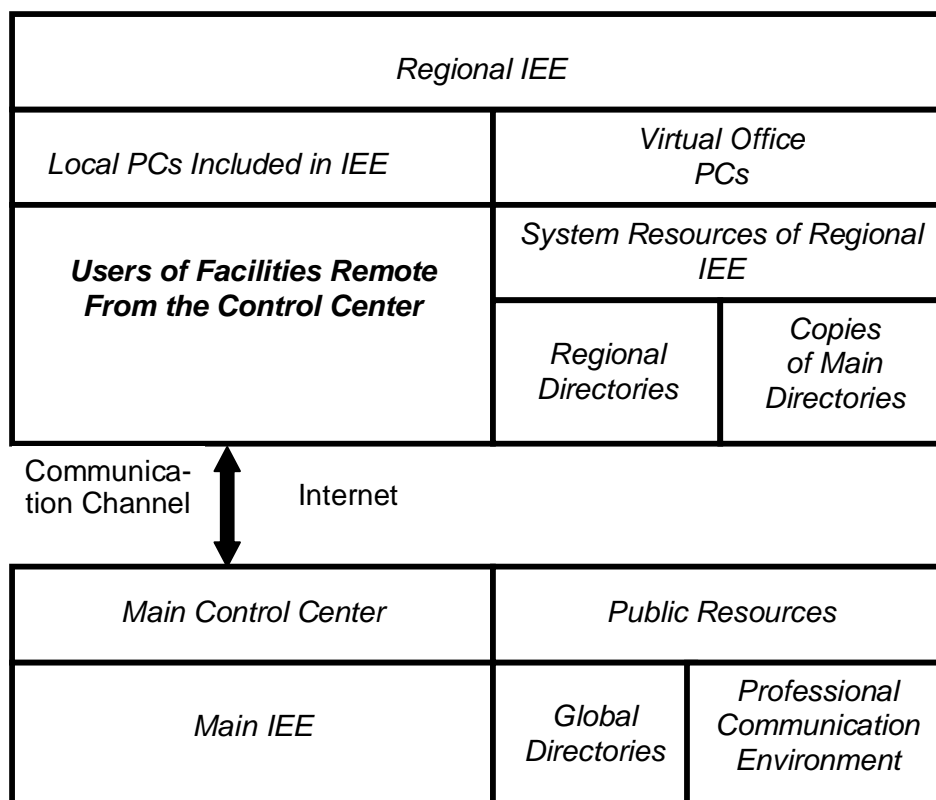 Regional IEE
Local PCs Included in IEE
Virtual Office
PCs
Users of Facilities Remote
From the Control Center
System Resources of Regional
IEE
Regional
Directories
Copies
of Main
Directories
Communica-
tion Channel
Internet
Main Control Center
Public Resources
Main IEE
Global
Directories
Professional
Communication
Environment